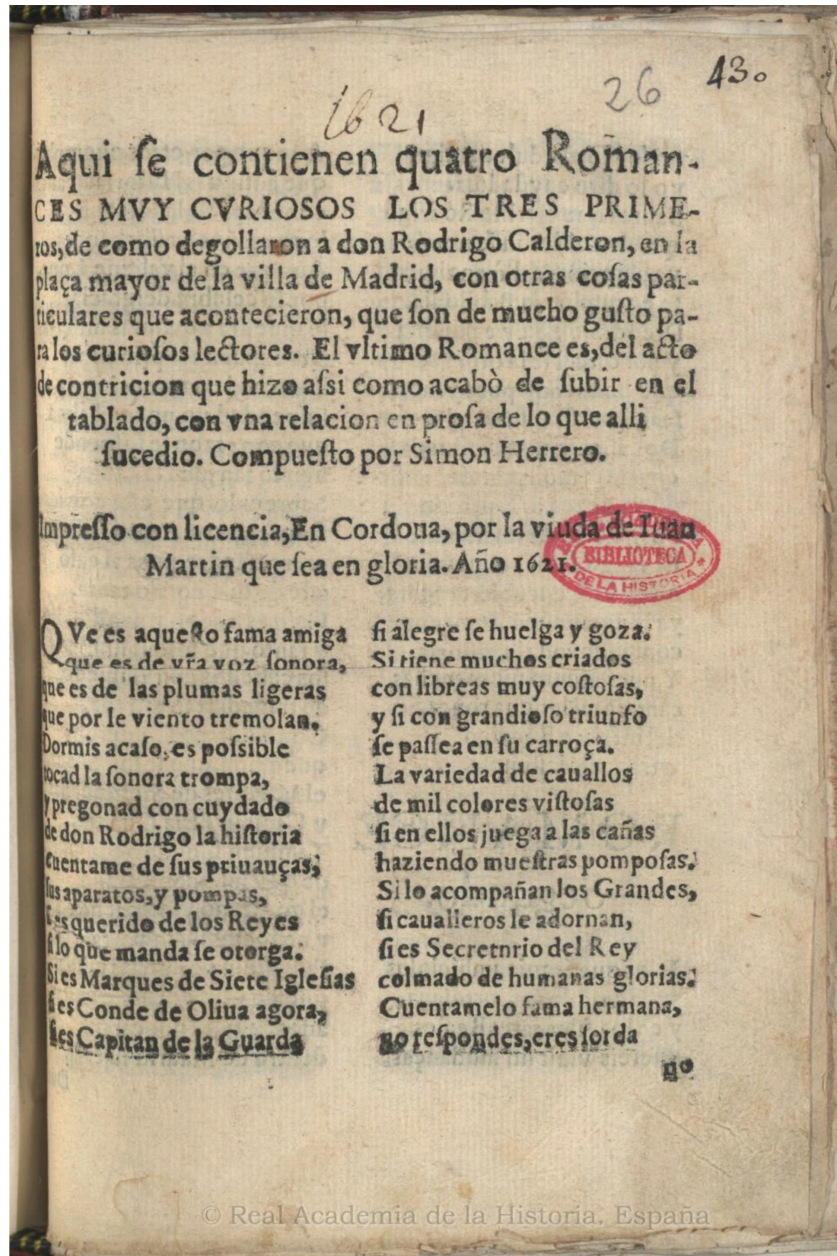 1621
26
430
Aqui ſe contienen quatro Roman-
CES MVY CVRIOSOS LOS TRES PRIME-
ros, de como degollaron a don Rodrigo Calderon, en la
plaça mayor de la villa de Madrid, con otras coſas par-
ticulares que acontecieron, que ſon de mucho guſto pa-
ra los curioſos lectores. El vltimo Romance es, del acto
de contricion que hizo aſsi como acabò de ſubir en el
tablado, con vna relacion en proſa de lo que alli
ſucedio. Compueſto por Simon Herrero.
Impreſſo con licencia, En Cordoua, por la viuda de Iuan
Martin que ſea en gloria. Año 1621.
BIBLIOTECA
DE LA HISTORIA
QVe es aqueſto fama amiga
que es de vr̃a voz ſonora,
que es de las plumas ligeras
que por le viento tremolan.
Dormis acaſo, es poſsible
tocad la ſonora trompa,
y pregonad con cuydado
de don Rodrigo la hiſtoria
cuentame de ſus priuauças;
ſus aparatos, y pompas,
ſi es querido de los Reyes
ſi lo que manda ſe otorga.
Si es Marques de Siete Igleſias
ſi es Conde de Oliua agora,
ſi es Capitan de la Guarda
ſi alegre ſe huelga y goza.
Si tiene muchos criados
con libreas muy coſtoſas,
y ſi con grandioſo triunfo
ſe paſſea en ſu carroça.
La variedad de cauallos
de mil colores viſtoſas
ſi en ellos juega a las cañas
haziendo mueſtras pompoſas.
Si lo acompañan los Grandes,
ſi caualleros le adornan,
ſi es Secretnrio del Rey
colmado de humanas glorias.
Cuentamelo fama hermana,
no reſpondes, eres ſorda
no
© Real Academia de la Historia. España